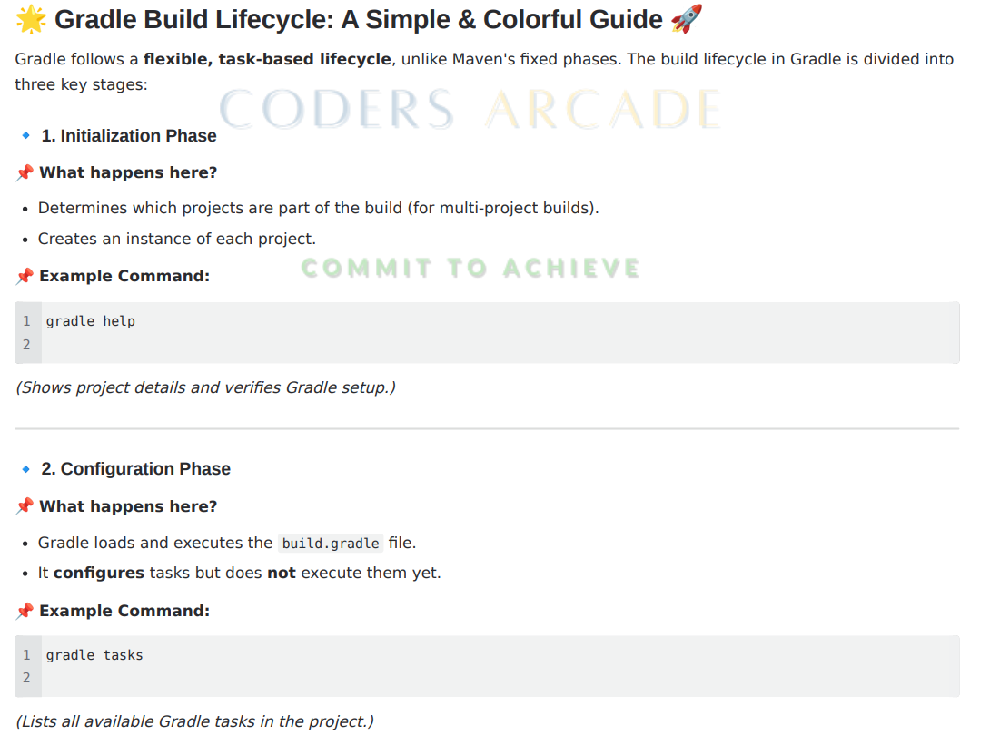 🌟 Gradle Build Lifecycle: A Simple & Colorful Guide 🚀
Gradle follows a flexible, task-based lifecycle, unlike Maven's fixed phases. The build lifecycle in Gradle is divided into
three key stages:
CODERS ARCADE
🔹 1. Initialization Phase
📌 What happens here?
• Determines which projects are part of the build (for multi-project builds).
• Creates an instance of each project.
COMMIT TO ACHIEVE
📌 Example Command:
1 gradle help
2
(Shows project details and verifies Gradle setup.)
🔹 2. Configuration Phase
📌 What happens here?
• Gradle loads and executes the build.gradle file.
• It configures tasks but does not execute them yet.
📌 Example Command:
1 gradle tasks
2
(Lists all available Gradle tasks in the project.)